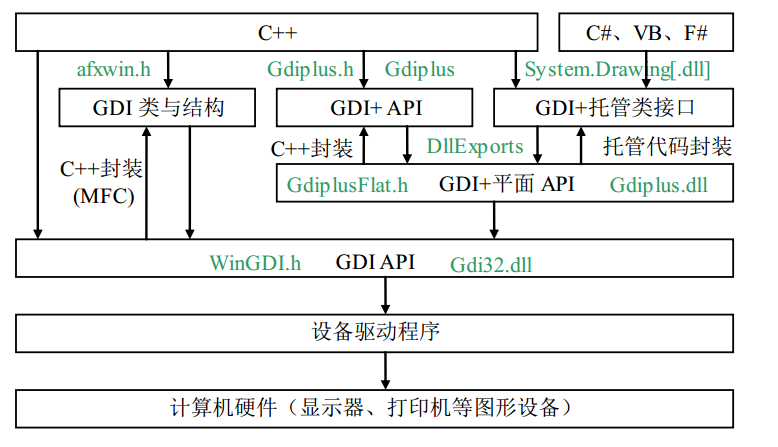 C++
C#、VB、F#
afxwin.h
Gdiplus.h
Gdiplus
System.Drawing[.dll]
GDI 类与结构
GDI+ API
GDI+托管类接口
C++封装
(MFC)
C++封装
DllExports
托管代码封装
GdiplusFlat.h
GDI+平面 API
Gdiplus.dll
WinGDI.h
GDI API
Gdi32.dll
设备驱动程序
计算机硬件（显示器、打印机等图形设备）